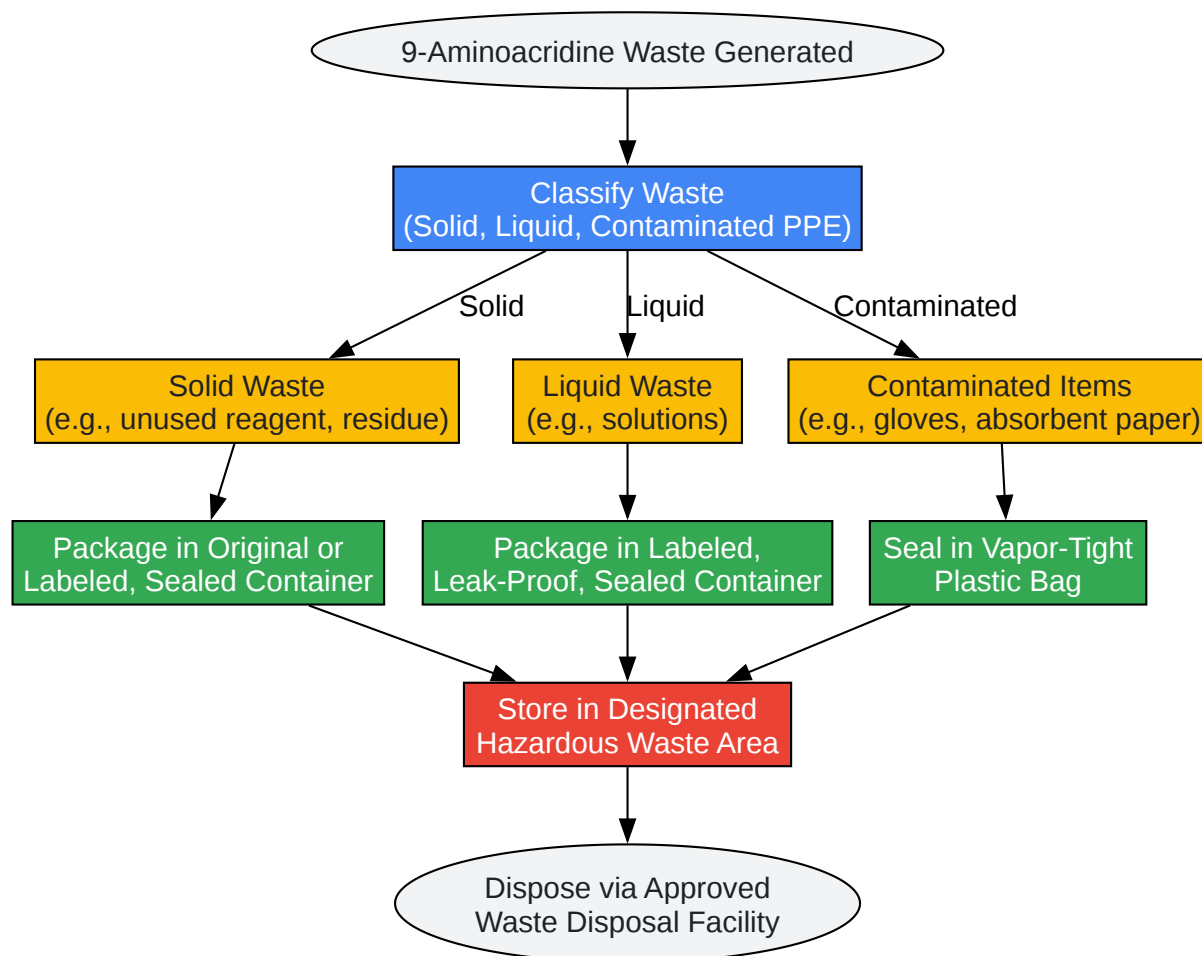 9-Aminoacridine Waste Generated
Classify Waste
(Solid, Liquid, Contaminated PPE)
Solid
Liquid
Contaminated
Solid Waste
(e.g., unused reagent, residue)
Liquid Waste
(e.g., solutions)
Contaminated Items
(e.g., gloves, absorbent paper)
Package in Original or
Labeled, Sealed Container
Package in Labeled,
Leak-Proof, Sealed Container
Seal in Vapor-Tight
Plastic Bag
Store in Designated
Hazardous Waste Area
Dispose via Approved
Waste Disposal Facility